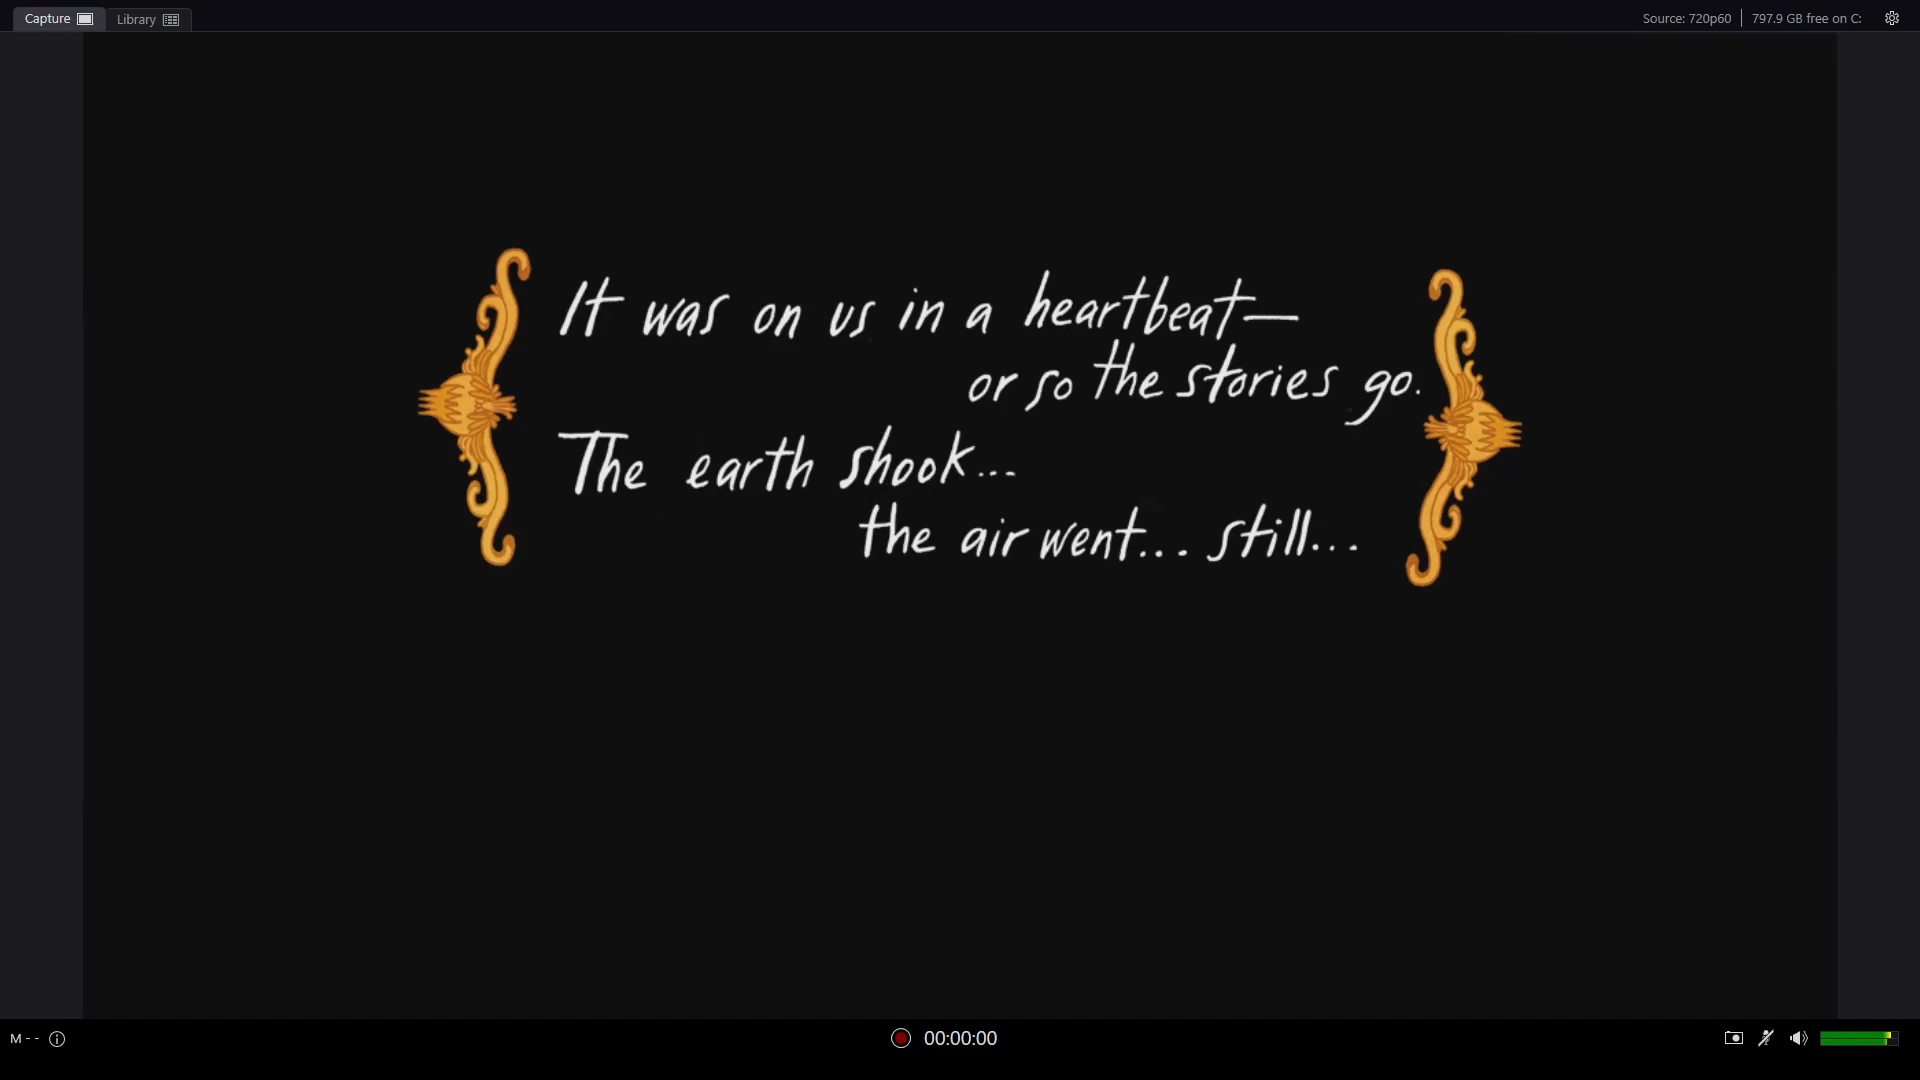 Capture
Library
Source: 720p60
797.9 GB free on C:
It was on us in a heartbeat—
or so the stories go.
The earth shook...
the air went... still...
M - -
00:00:00